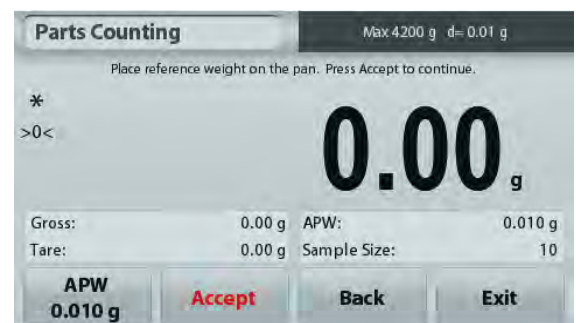 Parts Counting
Max 4200 g d= 0.01 g
Place reference weight on the pan. Press Accept to continue.
*
>0<
0.00 g
Gross: 0.00 g APW: 0.010 g
Tare: 0.00 g Sample Size: 10
APW Accept Back Exit
0.010 g